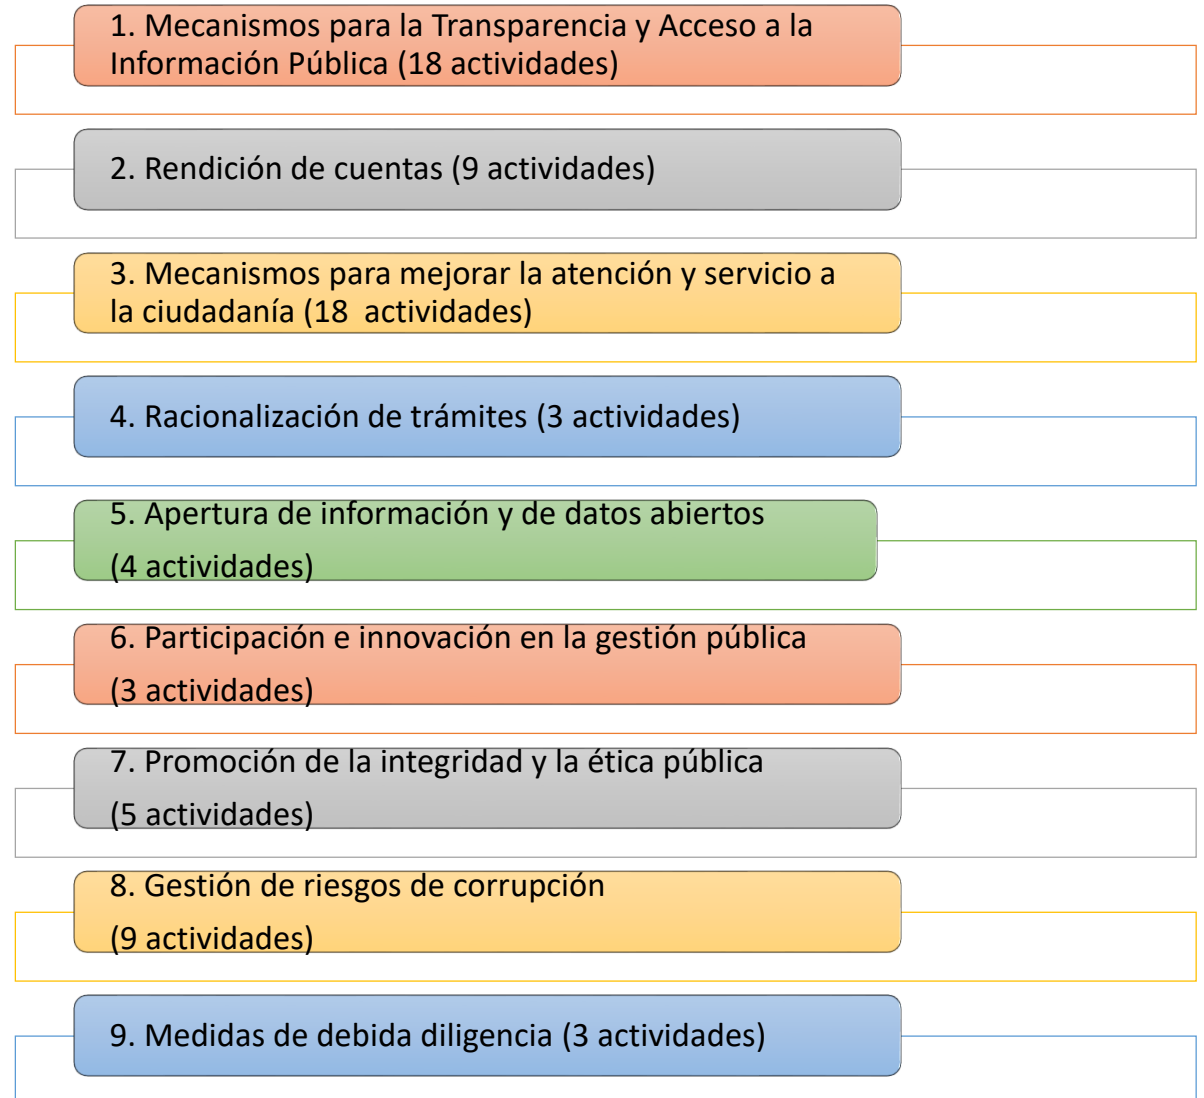 1. Mecanismos para la Transparencia y Acceso a la
Información Pública (18 actividades)
2. Rendición de cuentas (9 actividades)
3. Mecanismos para mejorar la atención y servicio a
la ciudadanía (18  actividades)
4. Racionalización de trámites (3 actividades)
5. Apertura de información y de datos abiertos
(4 actividades)
6. Participación e innovación en la gestión pública
(3 actividades)
7. Promoción de la integridad y la ética pública
(5 actividades)
8. Gestión de riesgos de corrupción
(9 actividades)
9. Medidas de debida diligencia (3 actividades)